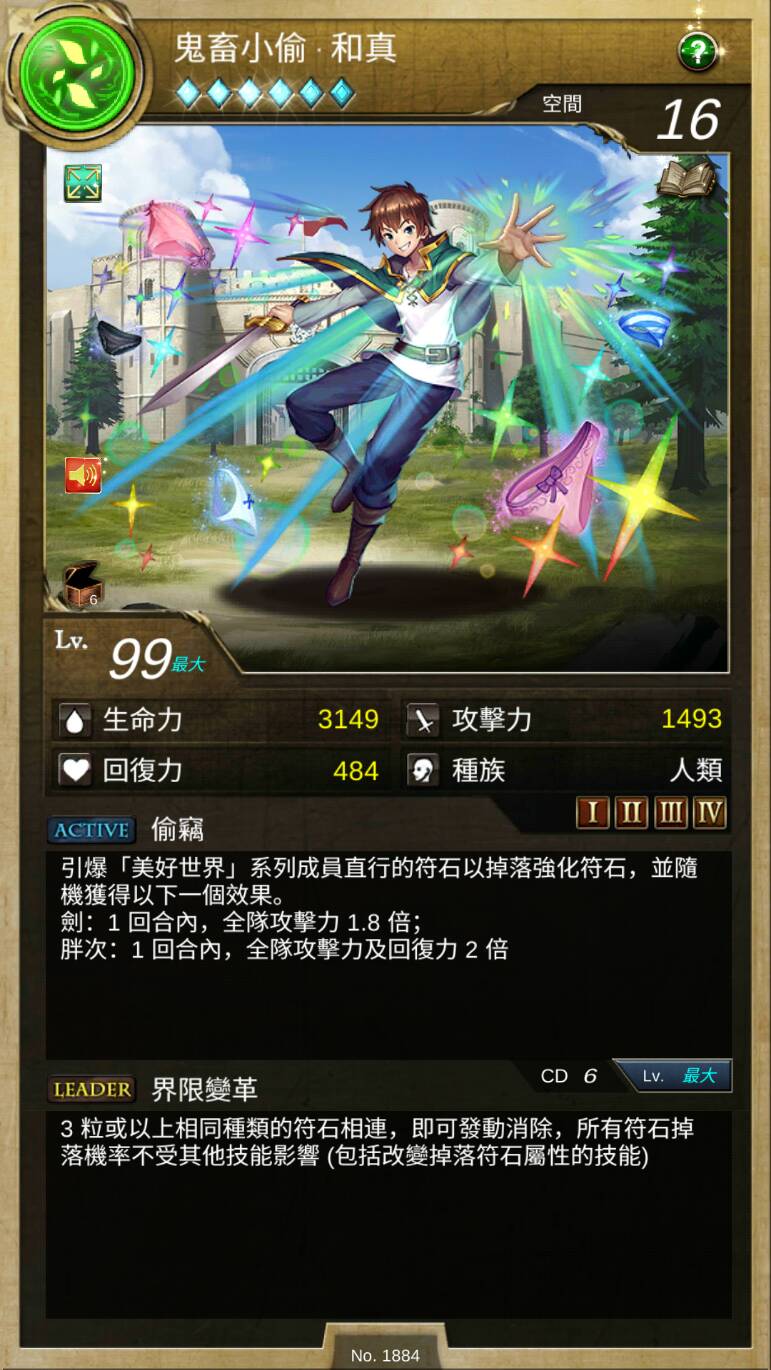 鬼畜小偷 · 和真
空間 16
6
Lv. 99最大
生命力 3149 攻擊力 1493
回復力 484 種族 人類
I II III IV
ACTIVE 偷竊
引爆「美好世界」系列成員直行的符石以掉落強化符石，並隨
機獲得以下一個效果。
劍：1 回合內，全隊攻擊力 1.8 倍；
胖次：1 回合內，全隊攻擊力及回復力 2 倍
CD 6 Lv. 最大
LEADER 界限變革
3 粒或以上相同種類的符石相連，即可發動消除，所有符石掉
落機率不受其他技能影響 (包括改變掉落符石屬性的技能)
No. 1884